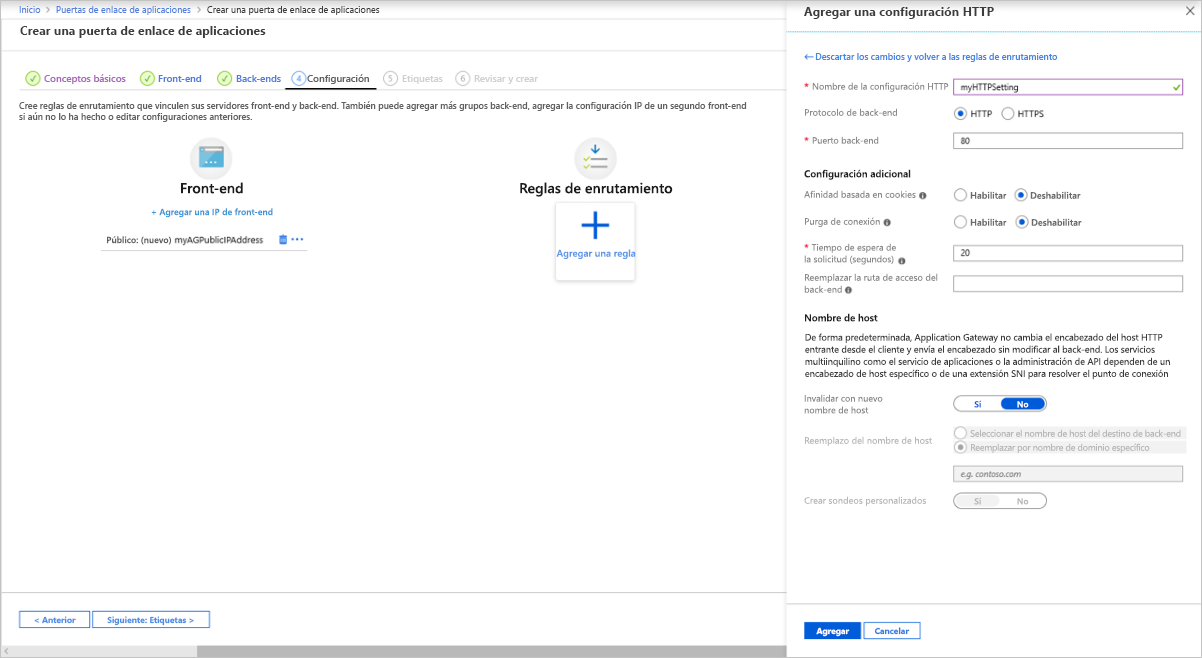 Inicio > Puertas de enlace de aplicaciones > Crear una puerta de enlace de aplicaciones
Crear una puerta de enlace de aplicaciones
Conceptos básicos
Front-end
Back-ends
4 Configuración
5 Etiquetas
6 Revisar y crear
Cree reglas de enrutamiento que vinculen sus servidores front-end y back-end. También puede agregar más grupos back-end, agregar la configuración IP de un segundo front-end
si aún no lo ha hecho o editar configuraciones anteriores.
Front-end
+ Agregar una IP de front-end
Público: (nuevo) myAGPublicIPAddress
Reglas de enrutamiento
Agregar una regla
< Anterior
Siguiente: Etiquetas >
Agregar una configuración HTTP
← Descartar los cambios y volver a las reglas de enrutamiento
* Nombre de la configuración HTTP
myHTTPSetting
Protocolo de back-end
HTTP
HTTPS
* Puerto back-end
80
Configuración adicional
Afinidad basada en cookies
Habilitar
Deshabilitar
Purga de conexión
Habilitar
Deshabilitar
* Tiempo de espera de
la solicitud (segundos)
20
Reemplazar la ruta de acceso del
back-end
Nombre de host
De forma predeterminada, Application Gateway no cambia el encabezado del host HTTP
entrante desde el cliente y envía el encabezado sin modificar al back-end. Los servicios
multiinquilino como el servicio de aplicaciones o la administración de API dependen de un
encabezado de host específico o de una extensión SNI para resolver el punto de conexión
Invalidar con nuevo
nombre de host
Sí
No
Reemplazo del nombre de host
Seleccionar el nombre de host del destino de back-end
Reemplazar por nombre de dominio específico
e.g. contoso.com
Crear sondeos personalizados
Sí
No
Agregar
Cancelar